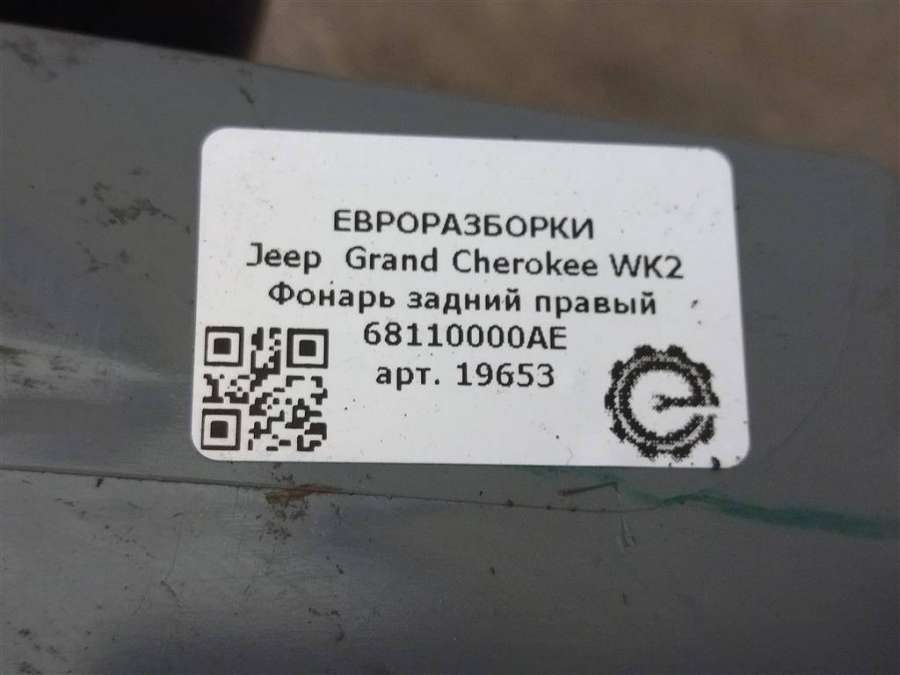 ЕВРОРАЗБОРКИ
Jeep Grand Cherokee WK2
Фонарь задний правый
68110000AE
арт. 19653